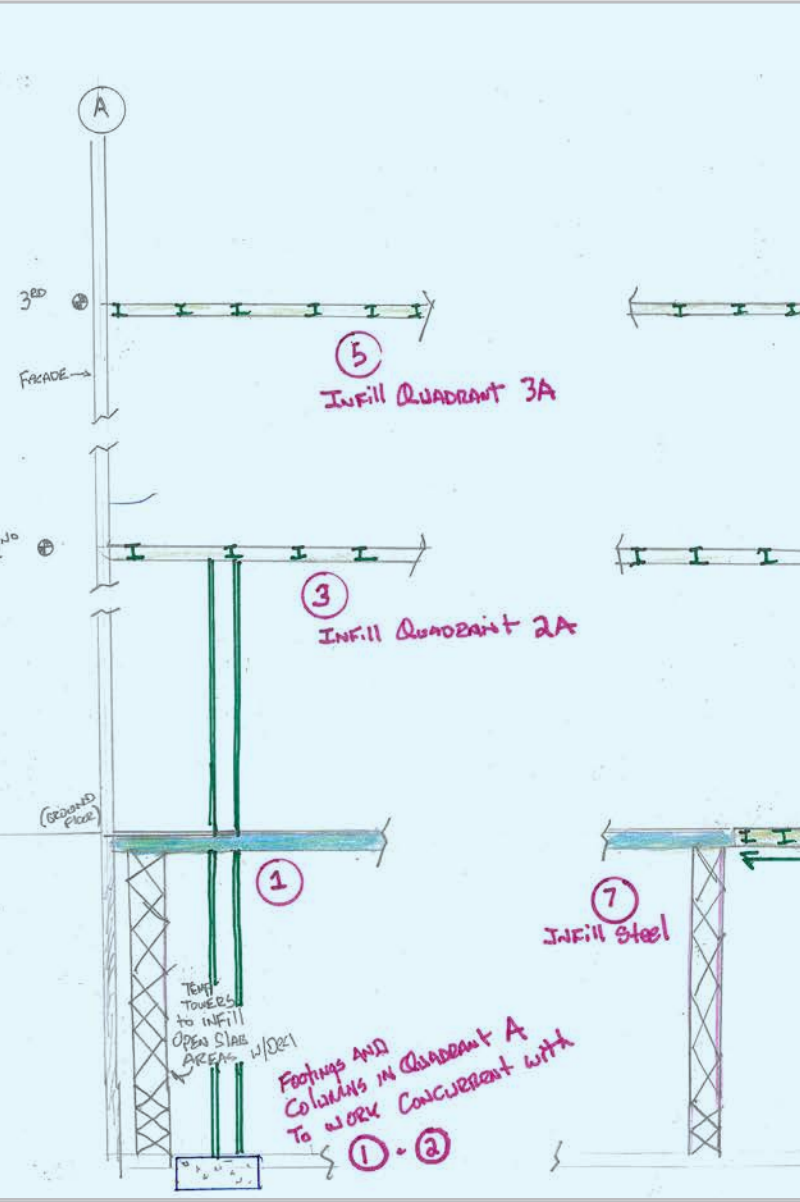 A
3RD
5
INFill QUADRANT 3A
FACADE
3
INFill QUADRANT 2A
(GROUND
FLOOR)
1
7
INFill Steel
TEMP
TOWERS
to INFill
OPEN SLAB
AREAS
FOOTINGS AND
COLUMNS IN QUADRANT A
TO WORK CONCURRENT WITH
1 - 2